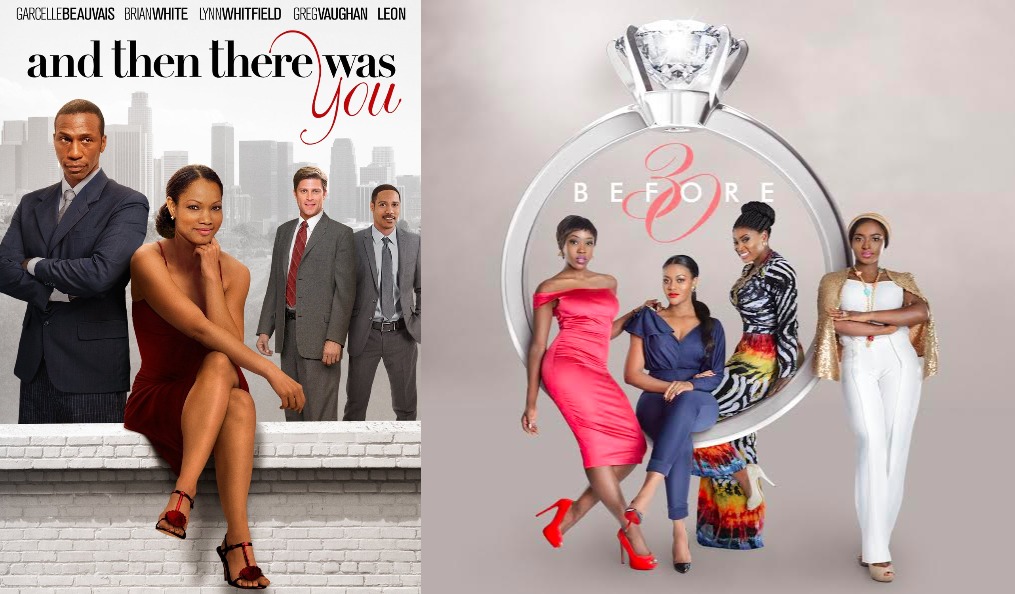 GARCELLEBEAUVAIS BRIANWHITE LYNNWHITFIELD GREGVAUGHAN LEON
and then there was
you
30
BEFORE